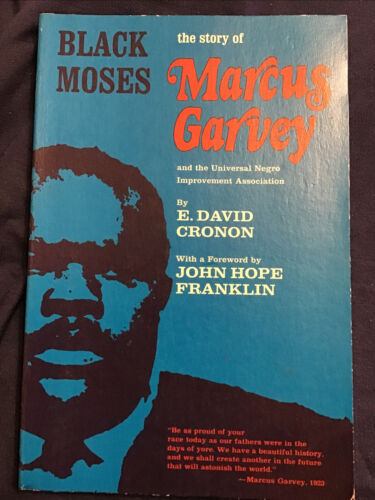 BLACK
MOSES
the story of
Marcus
Garvey
and the Universal Negro
Improvement Association
By
E. DAVID
CRONON
With a Foreword by
JOHN HOPE
FRANKLIN
"Be as proud of your
race today as our fathers were in the
days of yore. We have a beautiful history,
and we shall create another in the future
that will astonish the world."
—Marcus Garvey, 1923